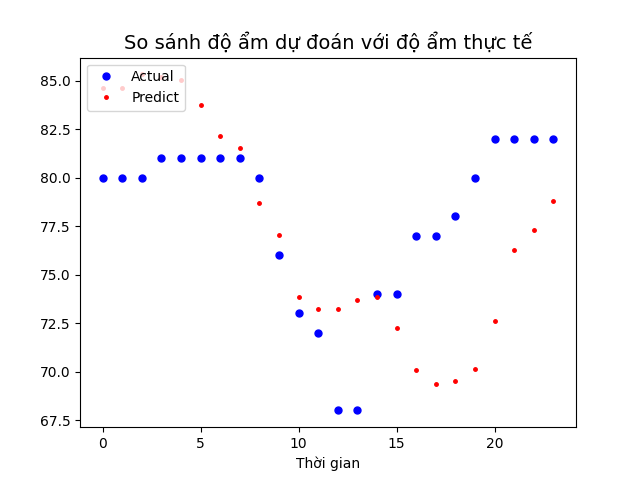 So sánh độ ẩm dự đoán với độ ẩm thực tế
Actual
Predict
85.0
82.5
80.0
77.5
75.0
72.5
70.0
67.5
0 5 10 15 20
Thời gian